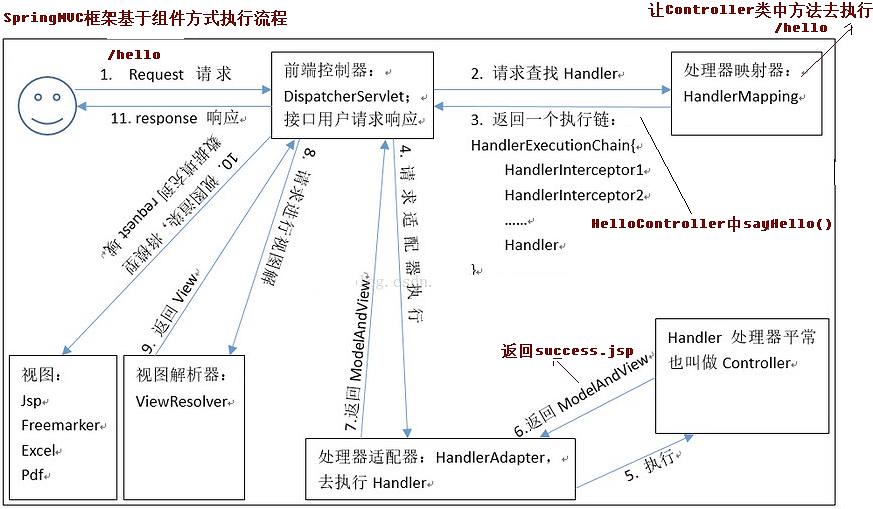 SpringMVC框架基于组件方式执行流程
让Controller类中方法去执行
/hello
/hello
1. Request 请求
11. response 响应
前端控制器:
DispatcherServlet;
接口用户请求响应
2. 请求查找 Handler
3. 返回一个执行链:
HandlerExecutionChain{
HandlerInterceptor1
HandlerInterceptor2
......
Handler
}
处理器映射器:
HandlerMapping
HelloController中sayHello()
10. 视图渲染,将模型
数据填充到 request 域
9. 返回 View
8. 请求进行视图解
4. 请求适配器执行
7.返回 ModelAndView
返回success.jsp
6.返回 ModelAndView
5. 执行
Handler 处理器平常
也叫做 Controller
视图:
Jsp
Freemarker
Excel
Pdf
视图解析器:
ViewResolver
处理器适配器: HandlerAdapter,
去执行 Handler